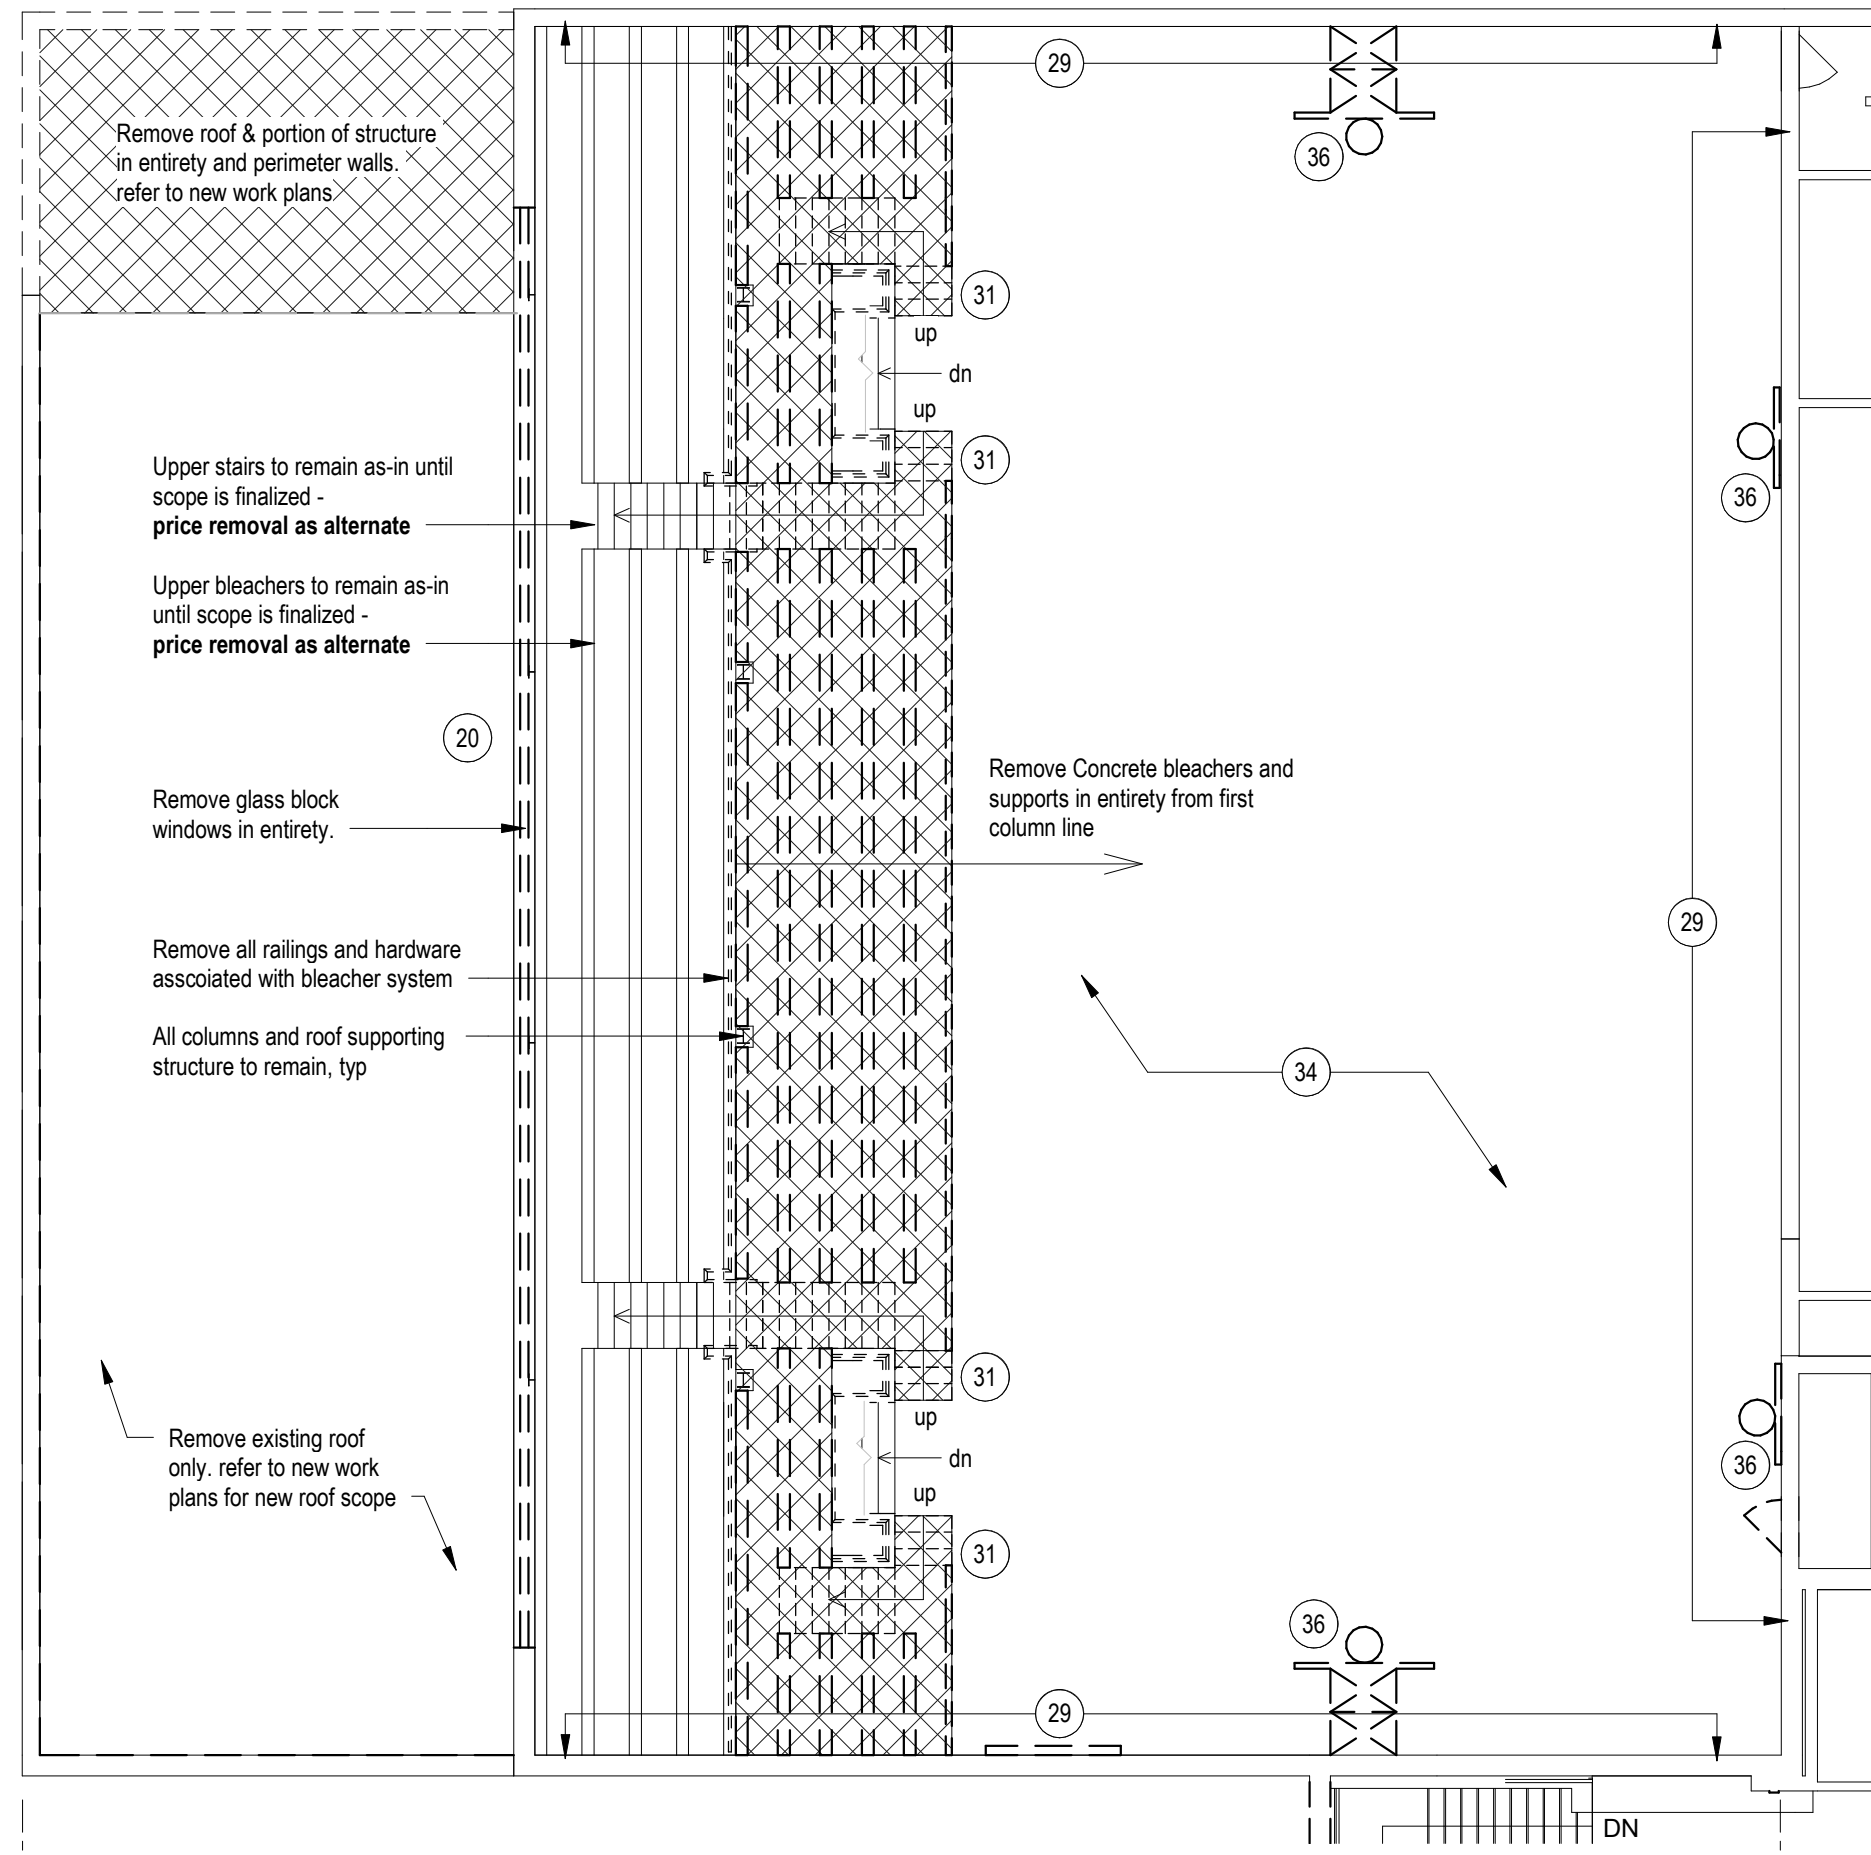 29
Remove roof & portion of structure
in entirety and perimeter walls.
refer to new work plans
36
31
up
dn
up
31
Upper stairs to remain as-in until
scope is finalized -
price removal as alternate
36
Upper bleachers to remain as-in
until scope is finalized -
price removal as alternate
20
Remove glass block
windows in entirety.
Remove Concrete bleachers and
supports in entirety from first
column line
29
Remove all railings and hardware
asscoiated with bleacher system
All columns and roof supporting
structure to remain, typ
34
31
up
dn
up
31
Remove existing roof
only. refer to new work
plans for new roof scope
36
36
29
DN